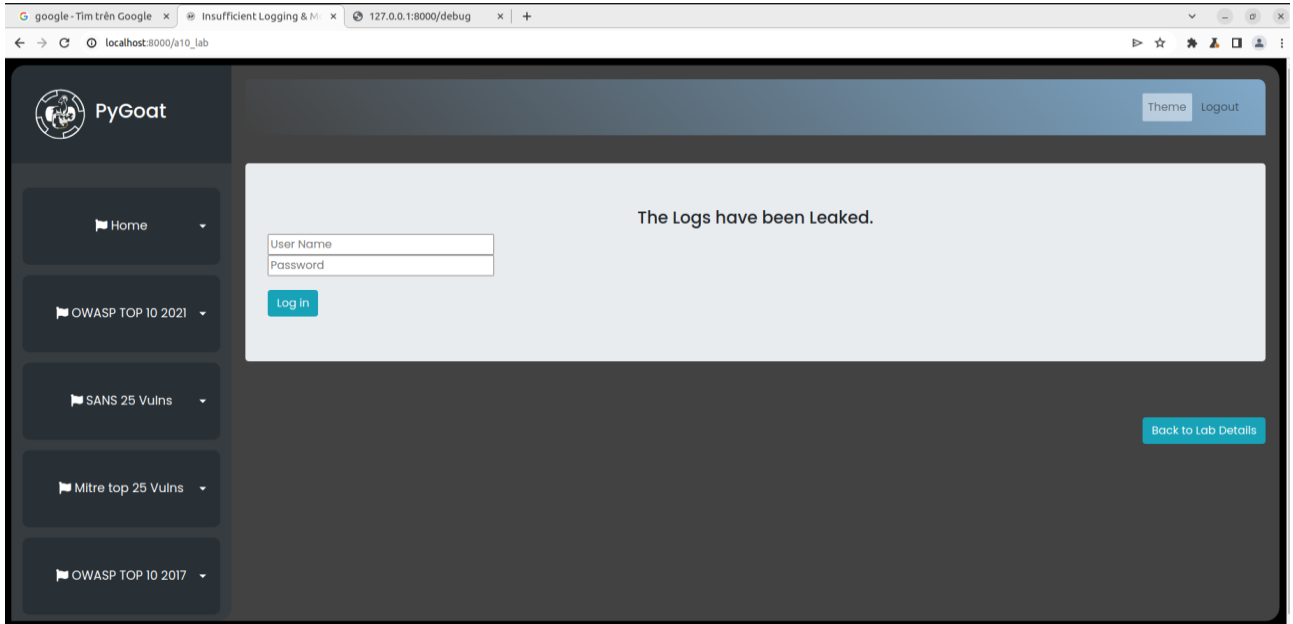 google - Tìm trên Google
Insufficient Logging & M
127.0.0.1:8000/debug
localhost:8000/a10_lab
PyGoat
Theme
Logout
Home
The Logs have been Leaked.
User Name
Password
Log in
OWASP TOP 10 2021
SANS 25 Vulns
Back to Lab Details
Mitre top 25 Vulns
OWASP TOP 10 2017